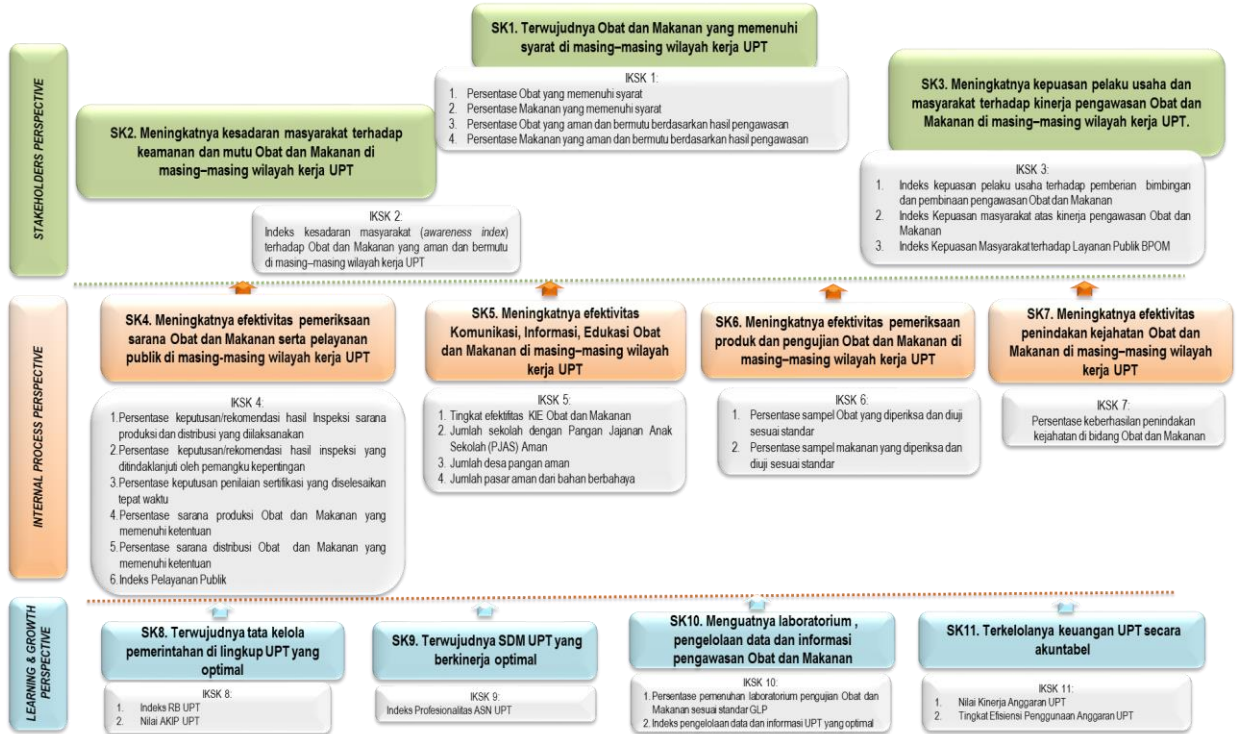 STAKEHOLDERS PERSPECTIVE
SK1. Terwujudnya Obat dan Makanan yang memenuhi
syarat di masing–masing wilayah kerja UPT
IKSK 1:
1. Persentase Obat yang memenuhi syarat
2. Persentase Makanan yang memenuhi syarat
3. Persentase Obat yang aman dan bermutu berdasarkan hasil pengawasan
4. Persentase Makanan yang aman dan bermutu berdasarkan hasil pengawasan
SK2. Meningkatnya kesadaran masyarakat terhadap
keamanan dan mutu Obat dan Makanan di
masing–masing wilayah kerja UPT
IKSK 2:
Indeks kesadaran masyarakat (awareness index)
terhadap Obat dan Makanan yang aman dan bermutu
di masing–masing wilayah kerja UPT
SK3. Meningkatnya kepuasan pelaku usaha dan
masyarakat terhadap kinerja pengawasan Obat dan
Makanan di masing–masing wilayah kerja UPT.
IKSK 3:
1. Indeks kepuasan pelaku usaha terhadap pemberian bimbingan
dan pembinaan pengawasan Obat dan Makanan
2. Indeks Kepuasan masyarakat atas kinerja pengawasan Obat dan
Makanan
3. Indeks Kepuasan Masyarakat terhadap Layanan Publik BPOM
INTERNAL PROCESS PERSPECTIVE
SK4. Meningkatnya efektivitas pemeriksaan
sarana Obat dan Makanan serta pelayanan
publik di masing-masing wilayah kerja UPT
IKSK 4:
1. Persentase keputusan/rekomendasi hasil Inspeksi sarana
produksi dan distribusi yang dilaksanakan
2. Persentase keputusan/rekomendasi hasil inspeksi yang
ditindaklanjuti oleh pemangku kepentingan
3. Persentase keputusan penilaian sertifikasi yang diselesaikan
tepat waktu
4. Persentase sarana produksi Obat dan Makanan yang
memenuhi ketentuan
5. Persentase sarana distribusi Obat dan Makanan yang
memenuhi ketentuan
6. Indeks Pelayanan Publik
SK5. Meningkatnya efektivitas
Komunikasi, Informasi, Edukasi Obat
dan Makanan di masing–masing wilayah
kerja UPT
IKSK 5:
1. Tingkat efektifitas KIE Obat dan Makanan
2. Jumlah sekolah dengan Pangan Jajanan Anak
Sekolah (PJAS) Aman
3. Jumlah desa pangan aman
4. Jumlah pasar aman dari bahan berbahaya
SK6. Meningkatnya efektivitas pemeriksaan
produk dan pengujian Obat dan Makanan di
masing–masing wilayah kerja UPT
IKSK 6:
1. Persentase sampel Obat yang diperiksa dan diuji
sesuai standar
2. Persentase sampel makanan yang diperiksa dan
diuji sesuai standar
SK7. Meningkatnya efektivitas
penindakan kejahatan Obat dan
Makanan di masing–masing wilayah
kerja UPT
IKSK 7:
Persentase keberhasilan penindakan
kejahatan di bidang Obat dan Makanan
LEARNING & GROWTH
PERSPECTIVE
SK8. Terwujudnya tata kelola
pemerintahan di lingkup UPT yang
optimal
IKSK 8:
1. Indeks RB UPT
2. Nilai AKIP UPT
SK9. Terwujudnya SDM UPT yang
berkinerja optimal
IKSK 9:
Indeks Profesionalitas ASN UPT
SK10. Menguatnya laboratorium ,
pengelolaan data dan informasi
pengawasan Obat dan Makanan
IKSK 10:
1. Persentase pemenuhan laboratorium pengujian Obat dan
Makanan sesuai standar GLP
2. Indeks pengelolaan data dan informasi UPT yang optimal
SK11. Terkelolanya keuangan UPT secara
akuntabel
IKSK 11:
1. Nilai Kinerja Anggaran UPT
2. Tingkat Efisiensi Penggunaan Anggaran UPT